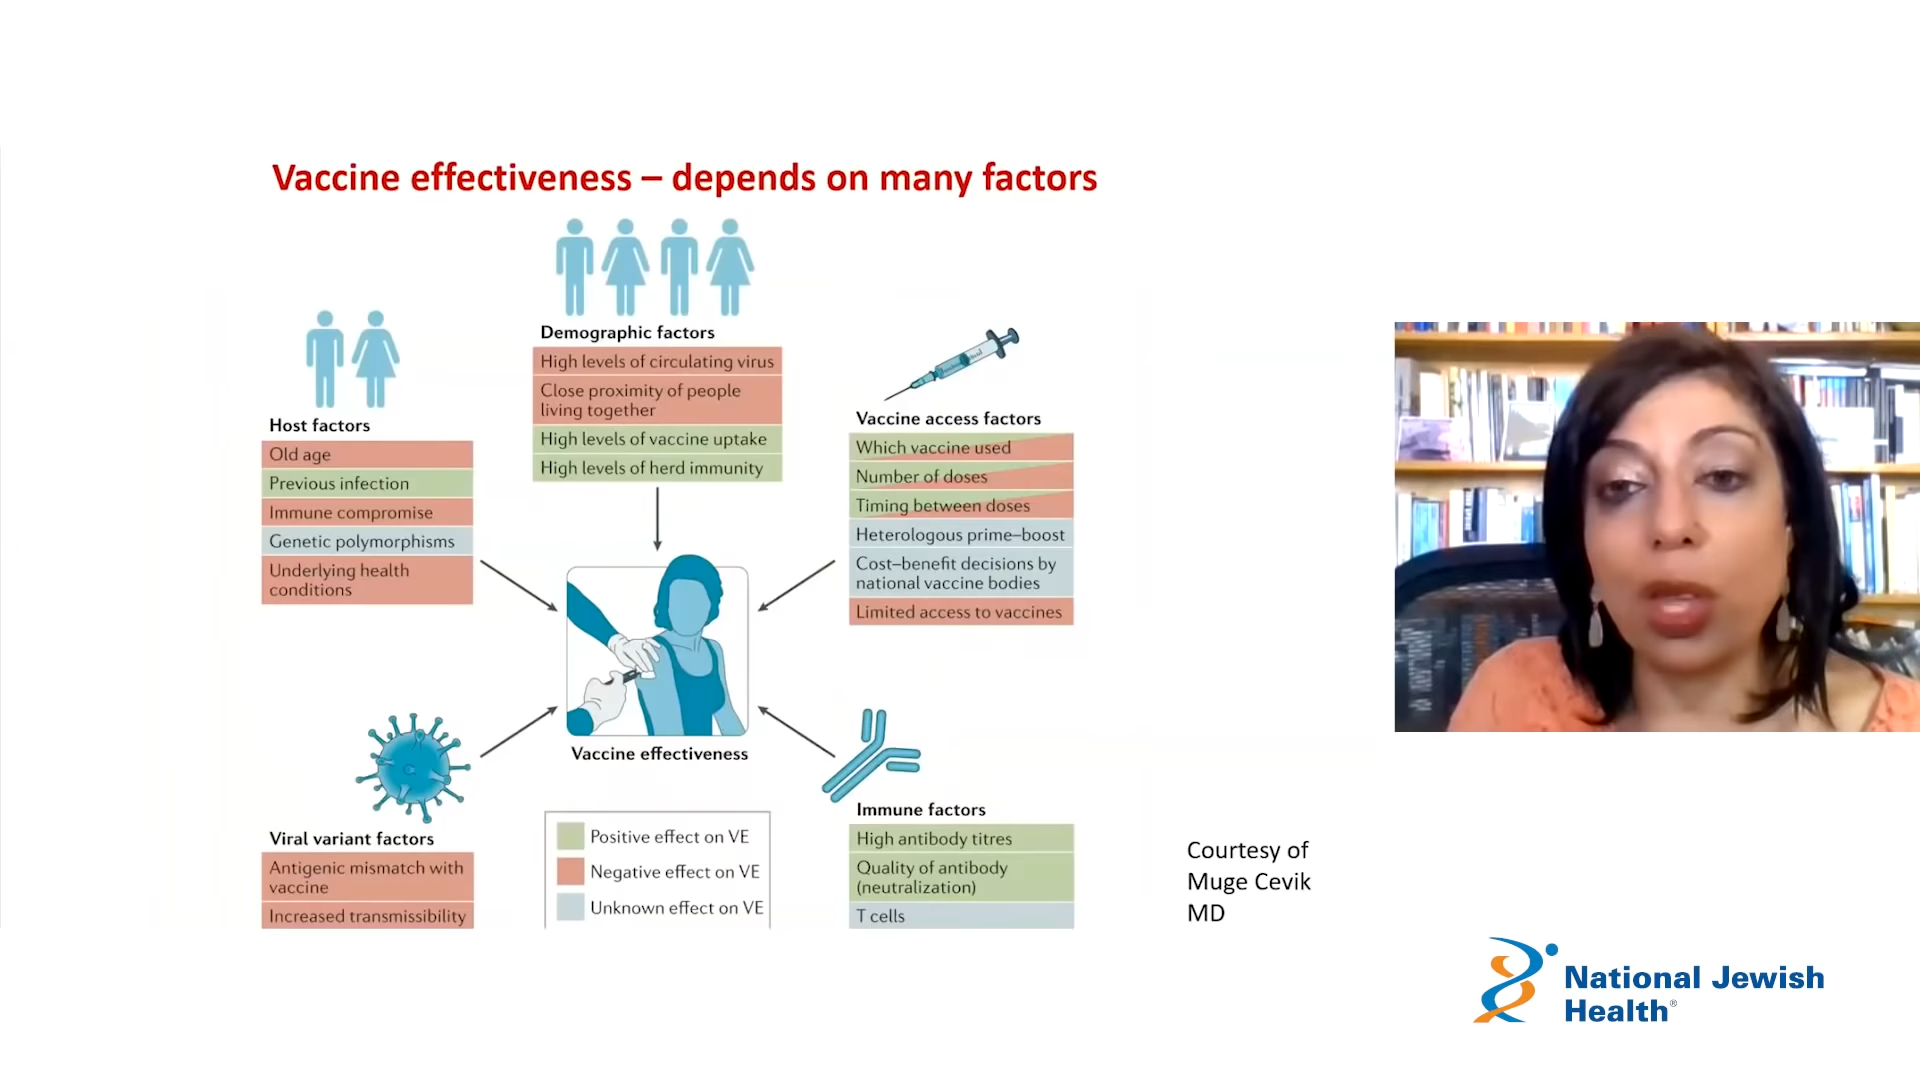 Vaccine effectiveness – depends on many factors
Demographic factors
High levels of circulating virus
Close proximity of people
living together
High levels of vaccine uptake
High levels of herd immunity
Host factors
Old age
Previous infection
Immune compromise
Genetic polymorphisms
Underlying health
conditions
Vaccine access factors
Which vaccine used
Number of doses
Timing between doses
Heterologous prime–boost
Cost–benefit decisions by
national vaccine bodies
Limited access to vaccines
Vaccine effectiveness
Viral variant factors
Antigenic mismatch with
vaccine
Increased transmissibility
Positive effect on VE
Negative effect on VE
Unknown effect on VE
Immune factors
High antibody titres
Quality of antibody
(neutralization)
T cells
Courtesy of
Muge Cevik
MD
National Jewish
Health®